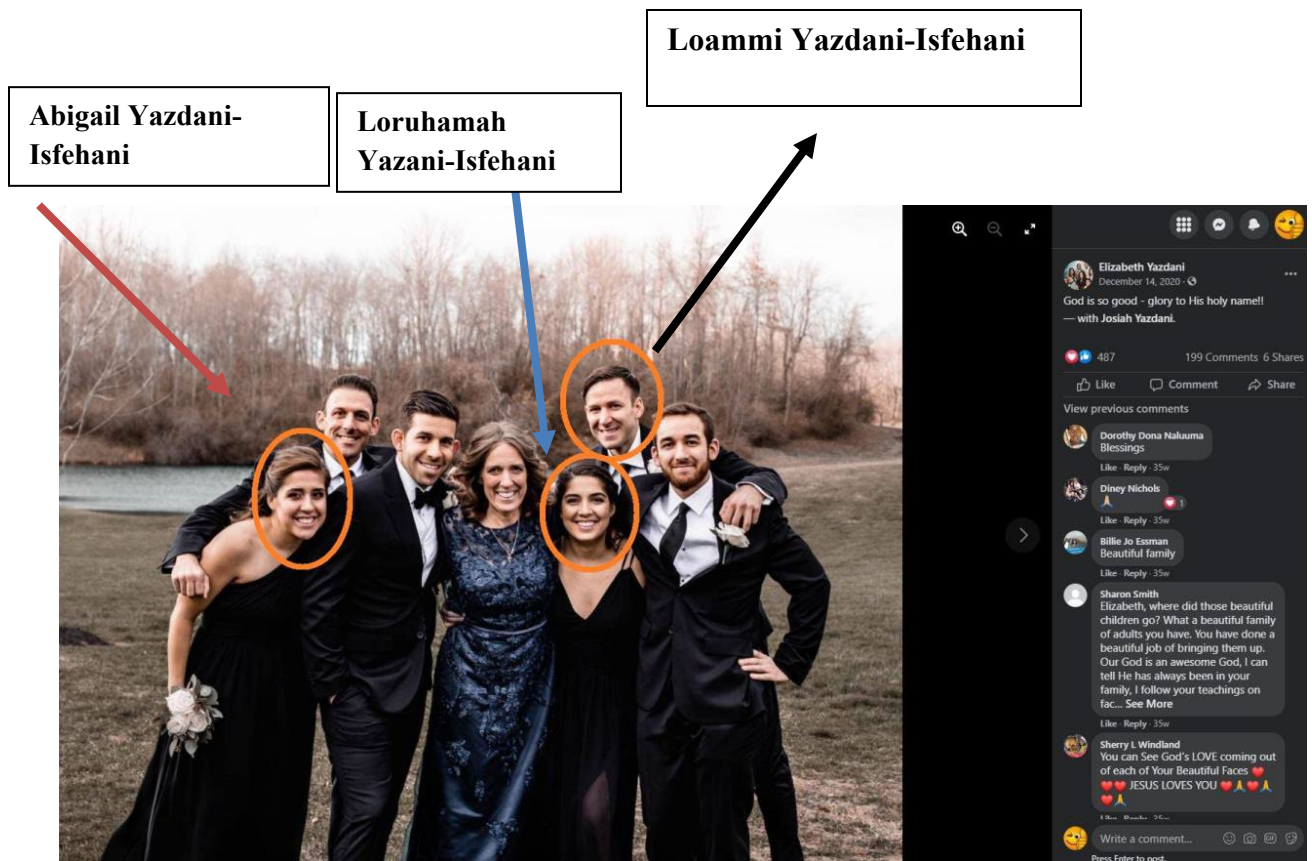 Loammi Yazdani-Isfehani
Abigail Yazdani-
Isfehani
Loruhamah
Yazani-Isfehani
Elizabeth Yazdani
December 14, 2020 ·
God is so good - glory to His holy name!!
— with Josiah Yazdani.
487
199 Comments 6 Shares
Like
Comment
Share
View previous comments
Dorothy Dona Naluuma
Blessings
Like · Reply · 35w
Diney Nichols
🙏
1
Like · Reply · 35w
Billie Jo Essman
Beautiful family
Like · Reply · 35w
Sharon Smith
Elizabeth, where did those beautiful
children go? What a beautiful family
of adults you have. You have done a
beautiful job of bringing them up.
Our God is an awesome God, I can
tell He has always been in your
family, I follow your teachings on
fac... See More
Like · Reply · 35w
Sherry L Windland
You can See God's LOVE coming out
of each of Your Beautiful Faces ❤️
❤️❤️ JESUS LOVES YOU ❤️🙏❤️🙏
❤️🙏
Like · Reply · 35w
Write a comment...
GIF
Press Enter to post.